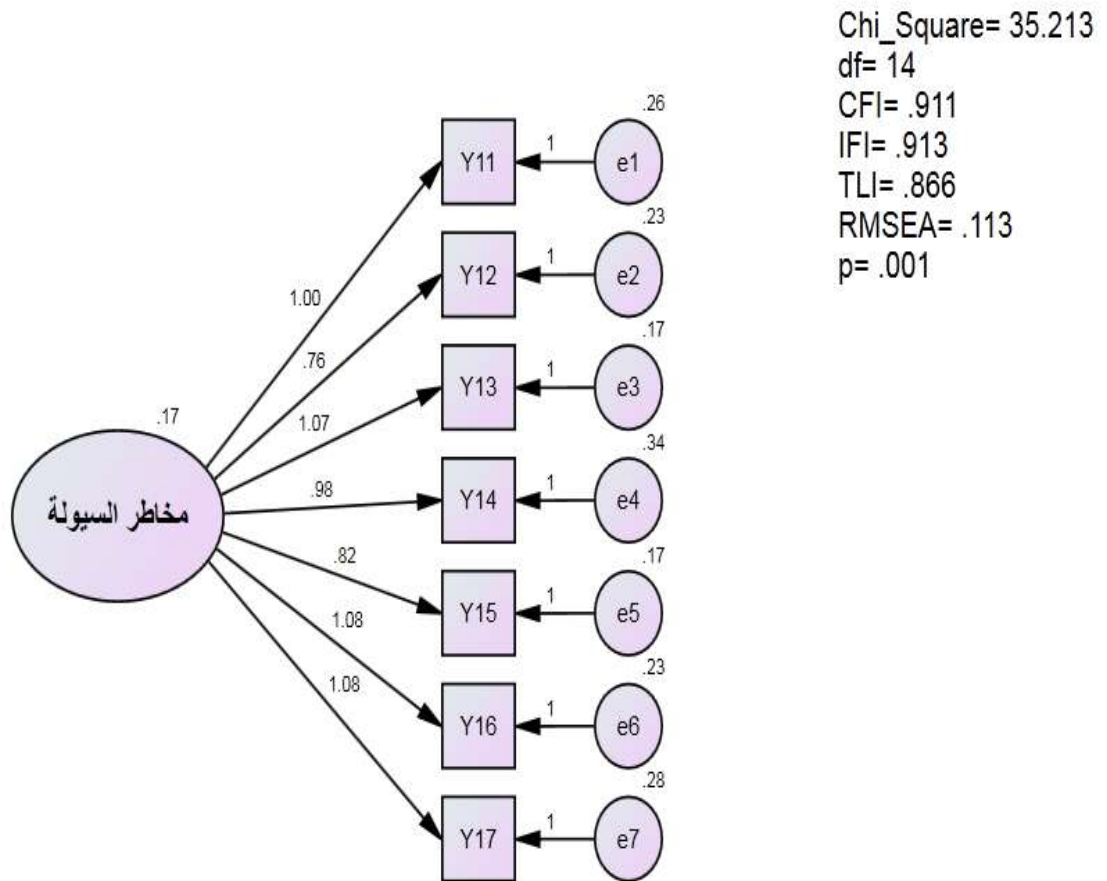 Chi_Square= 35.213
df= 14
CFI= .911
IFI= .913
TLI= .866
RMSEA= .113
p= .001
.26
Y11
1
e1
.23
1.00
Y12
1
e2
.17
.76
Y13
1
e3
.34
1.07
.17
مخاطر السيولة
.98
Y14
1
e4
.17
.82
Y15
1
e5
.23
1.08
Y16
1
e6
.28
1.08
Y17
1
e7